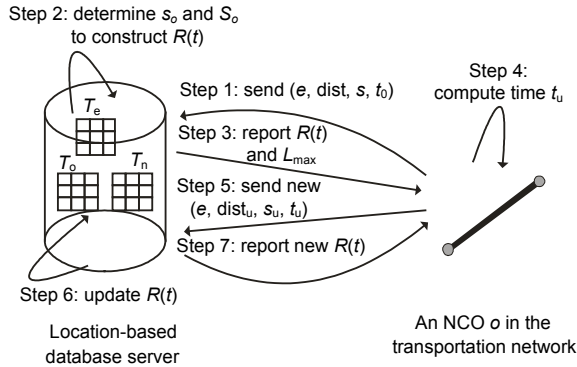 Step 2: determine sₒ and Sₒ
to construct R(t)
Step 4:
compute time tᵤ
Step 1: send (e, dist, s, t₀)
Tₑ
Step 3: report R(t)
and Lₘₐₓ
Tₒ
Tₙ
Step 5: send new
(e, distᵤ, sᵤ, tᵤ)
Step 7: report new R(t)
Step 6: update R(t)
Location-based
database server
An NCO o in the
transportation network